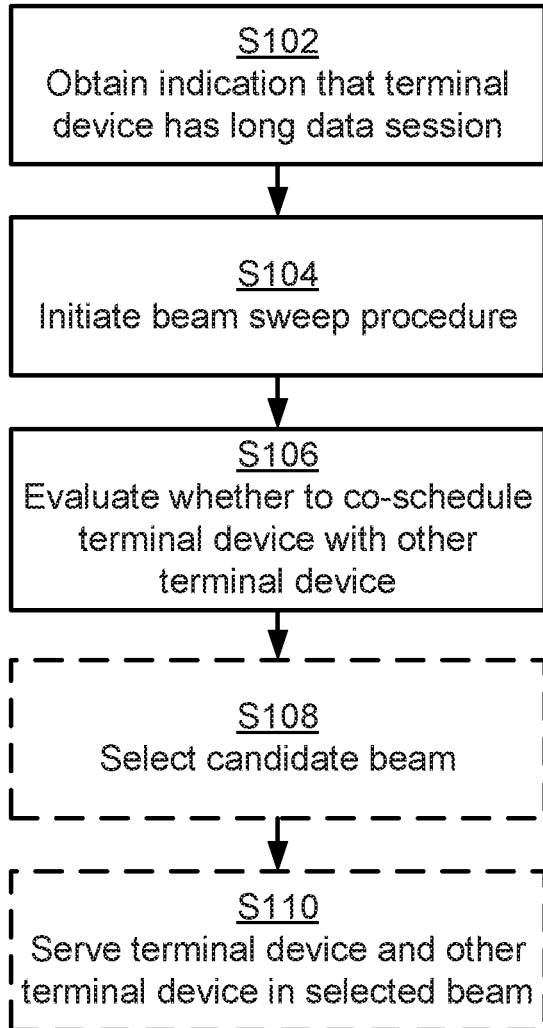 S102
Obtain indication that terminal
device has long data session
S104
Initiate beam sweep procedure
S106
Evaluate whether to co-schedule
terminal device with other
terminal device
S108
Select candidate beam
S110
Serve terminal device and other
terminal device in selected beam